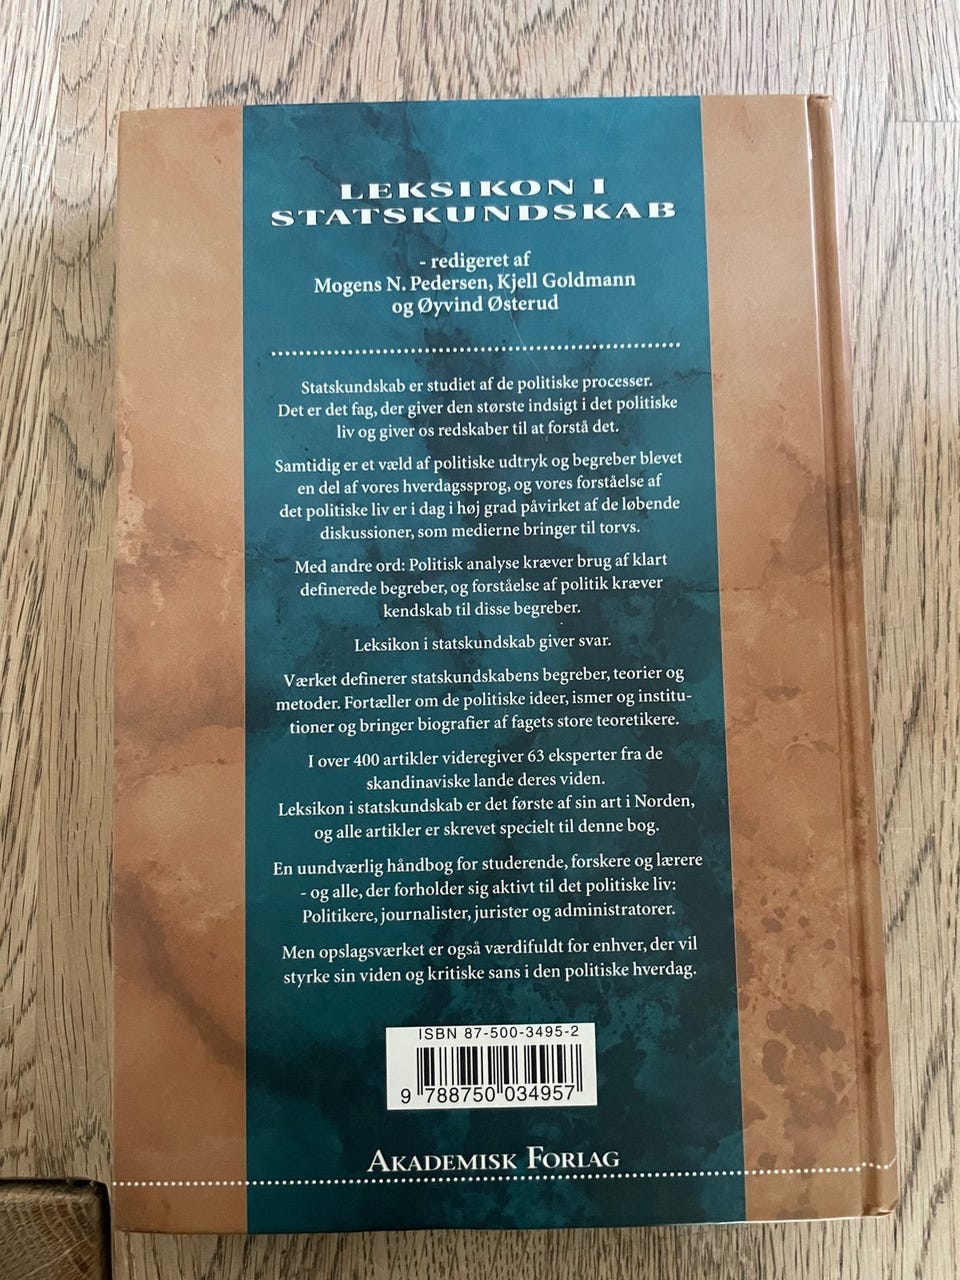 LEKSIKON I
STATSKUNDSKAB
- redigeret af
Mogens N. Pedersen, Kjell Goldmann
og Øyvind Østerud
Statskundskab er studiet af de politiske processer.
Det er det fag, der giver den største indsigt i det politiske
liv og giver os redskaber til at forstå det.
Samtidig er et væld af politiske udtryk og begreber blevet
en del af vores hverdagssprog, og vores forståelse af
det politiske liv er i dag i høj grad påvirket af de løbende
diskussioner, som medierne bringer til torvs.
Med andre ord: Politisk analyse kræver brug af klart
definerede begreber, og forståelse af politik kræver
kendskab til disse begreber.
Leksikon i statskundskab giver svar.
Værket definerer statskundskabens begreber, teorier og
metoder. Fortæller om de politiske ideer, ismer og institu-
tioner og bringer biografier af fagets store teoretikere.
I over 400 artikler videregiver 63 eksperter fra de
skandinaviske lande deres viden.
Leksikon i statskundskab er det første af sin art i Norden,
og alle artikler er skrevet specielt til denne bog.
En uundværlig håndbog for studerende, forskere og lærere
- og alle, der forholder sig aktivt til det politiske liv:
Politikere, journalister, jurister og administratorer.
Men opslagsværket er også værdifuldt for enhver, der vil
styrke sin viden og kritiske sans i den politiske hverdag.
ISBN 87-500-3495-2
9 788750 034957
AKADEMISK FORLAG